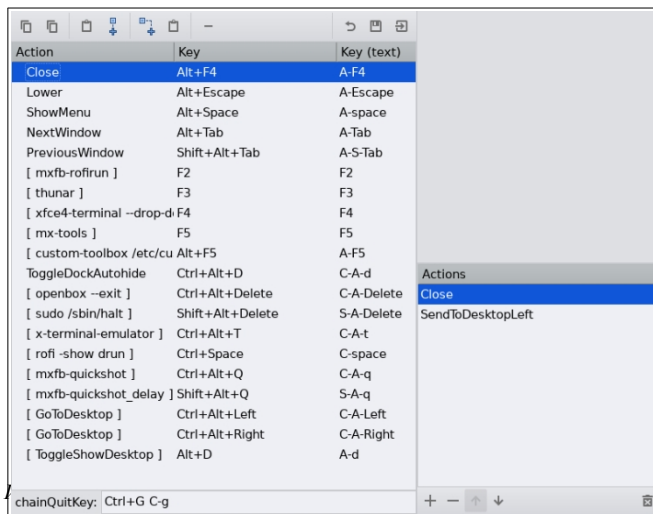 Action Key Key (text)
Close Alt+F4 A-F4
Lower Alt+Escape A-Escape
ShowMenu Alt+Space A-space
NextWindow Alt+Tab A-Tab
PreviousWindow Shift+Alt+Tab A-S-Tab
[ mxfb-rofirun ] F2 F2
[ thunar ] F3 F3
[ xfce4-terminal --drop-d F4 F4
[ mx-tools ] F5 F5
[ custom-toolbox /etc/cu Alt+F5 A-F5
ToggleDockAutohide Ctrl+Alt+D C-A-d
[ openbox --exit ] Ctrl+Alt+Delete C-A-Delete
[ sudo /sbin/halt ] Shift+Alt+Delete S-A-Delete
[ x-terminal-emulator ] Ctrl+Alt+T C-A-t
[ rofi -show drun ] Ctrl+Space C-space
[ mxfb-quickshot ] Ctrl+Alt+Q C-A-q
[ mxfb-quickshot_delay ] Shift+Alt+Q S-A-q
[ GoToDesktop ] Ctrl+Alt+Left C-A-Left
[ GoToDesktop ] Ctrl+Alt+Right C-A-Right
[ ToggleShowDesktop ] Alt+D A-d
chainQuitKey: Ctrl+G C-g
Actions
Close
SendToDesktopLeft